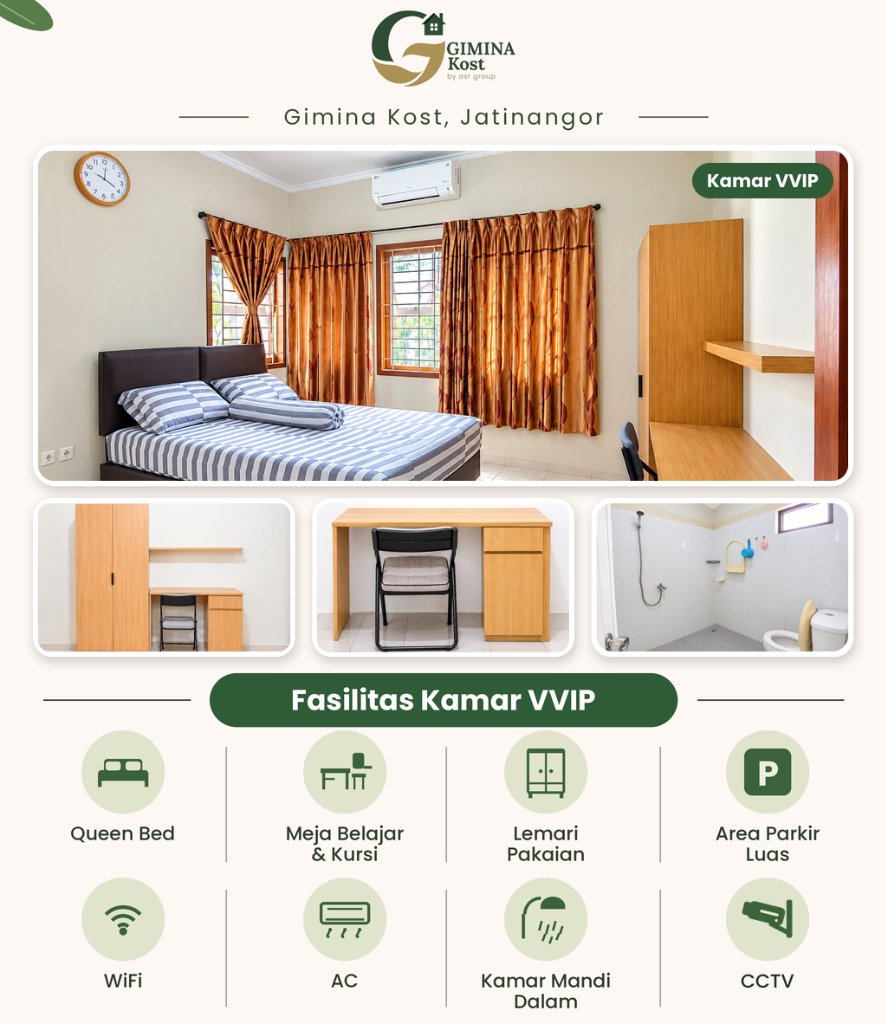 GIMINA
Kost
by asr group
Gimina Kost, Jatinangor
Kamar VVIP
Fasilitas Kamar VVIP
Queen Bed
Meja Belajar
& Kursi
Lemari
Pakaian
P
Area Parkir
Luas
WiFi
AC
Kamar Mandi
Dalam
CCTV